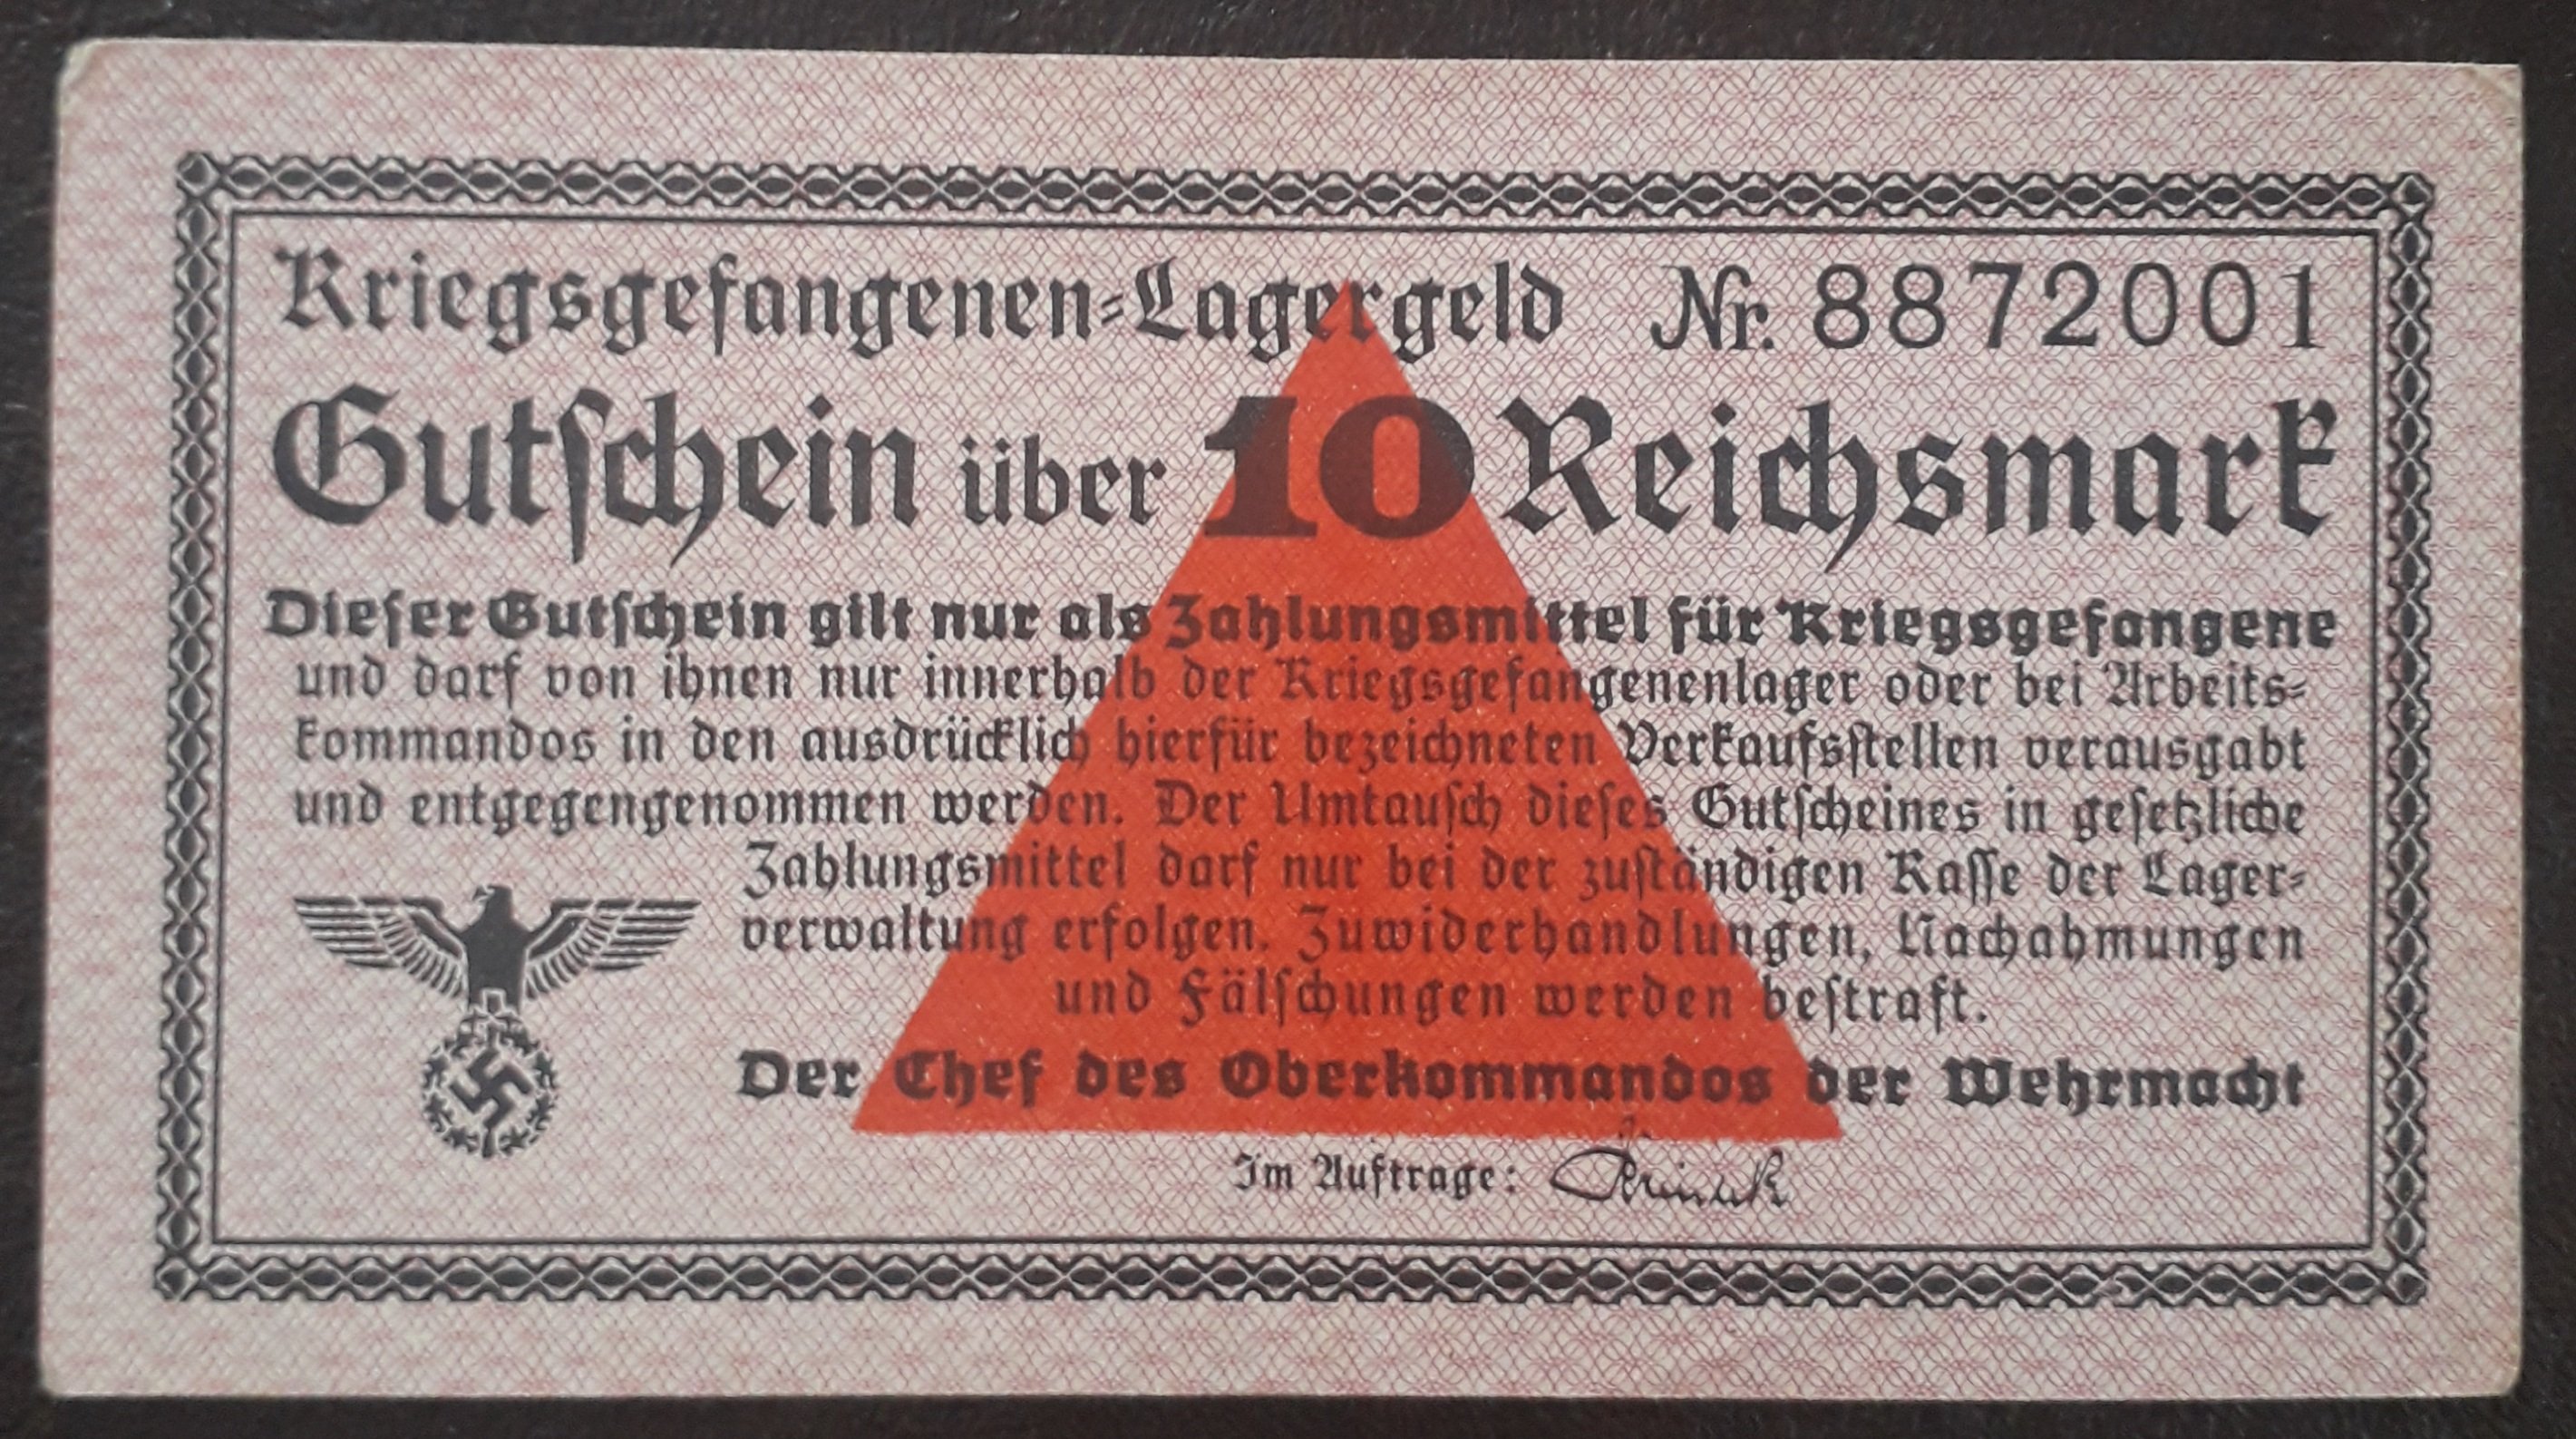 Kriegsgefangenen-Lagergeld Nr. 8872001
Gutschein über 10 Reichsmark
Dieser Gutschein gilt nur als Zahlungsmittel für Kriegsgefangene
und darf von ihnen nur innerhalb der Kriegsgefangenenlager oder bei Arbeits-
kommandos in den ausdrücklich hierfür bezeichneten Verkaufsstellen verausgabt
und entgegengenommen werden. Der Umtausch dieses Gutscheines in gesetzliche
Zahlungsmittel darf nur bei der zuständigen Kasse der Lager-
verwaltung erfolgen. Zuwiderhandlungen, Nachahmungen
und Fälschungen werden bestraft.
Der Chef des Oberkommandos der Wehrmacht
Im Auftrage: